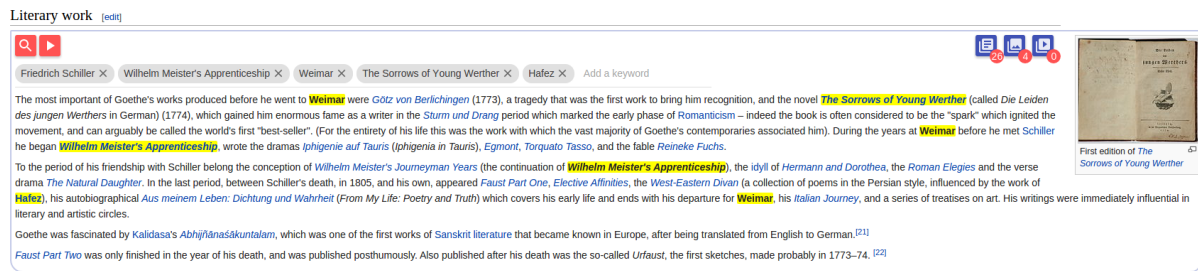 Literary work [edit]
26 4 0
Friedrich Schiller × Wilhelm Meister's Apprenticeship × Weimar × The Sorrows of Young Werther × Hafez × Add a keyword
The most important of Goethe's works produced before he went to Weimar were Götz von Berlichingen (1773), a tragedy that was the first work to bring him recognition, and the novel The Sorrows of Young Werther (called Die Leiden
des jungen Werthers in German) (1774), which gained him enormous fame as a writer in the Sturm und Drang period which marked the early phase of Romanticism – indeed the book is often considered to be the "spark" which ignited the
movement, and can arguably be called the world's first "best-seller". (For the entirety of his life this was the work with which the vast majority of Goethe's contemporaries associated him). During the years at Weimar before he met Schiller
he began Wilhelm Meister's Apprenticeship, wrote the dramas Iphigenie auf Tauris (Iphigenia in Tauris), Egmont, Torquato Tasso, and the fable Reineke Fuchs.
To the period of his friendship with Schiller belong the conception of Wilhelm Meister's Journeyman Years (the continuation of Wilhelm Meister's Apprenticeship), the idyll of Hermann and Dorothea, the Roman Elegies and the verse
drama The Natural Daughter. In the last period, between Schiller's death, in 1805, and his own, appeared Faust Part One, Elective Affinities, the West-Eastern Divan (a collection of poems in the Persian style, influenced by the work of
Hafez), his autobiographical Aus meinem Leben: Dichtung und Wahrheit (From My Life: Poetry and Truth) which covers his early life and ends with his departure for Weimar, his Italian Journey, and a series of treatises on art. His writings were immediately influential in
literary and artistic circles.
Goethe was fascinated by Kalidasa's Abhijñānaśākuntalam, which was one of the first works of Sanskrit literature that became known in Europe, after being translated from English to German.[21]
Faust Part Two was only finished in the year of his death, and was published posthumously. Also published after his death was the so-called Urfaust, the first sketches, made probably in 1773–74. [22]
First edition of The
Sorrows of Young Werther